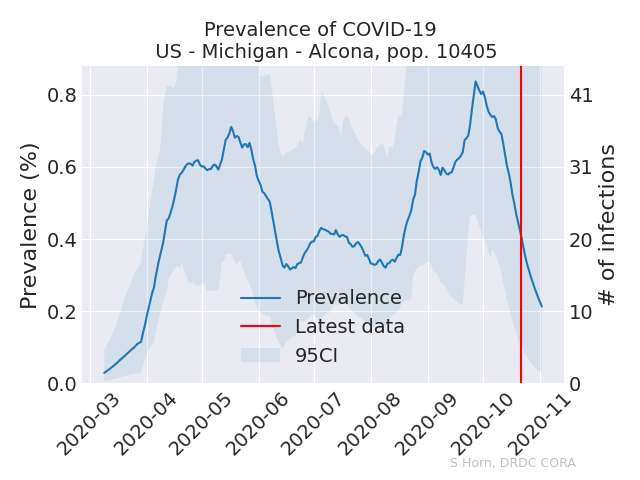 Prevalence of COVID-19
US - Michigan - Alcona, pop. 10405
Prevalence (%)
0.8
0.6
0.4
0.2
0.0
41
31
20
10
0
# of infections
Prevalence
Latest data
95CI
2020-03
2020-04
2020-05
2020-06
2020-07
2020-08
2020-09
2020-10
2020-11
S Horn, DRDC CORA